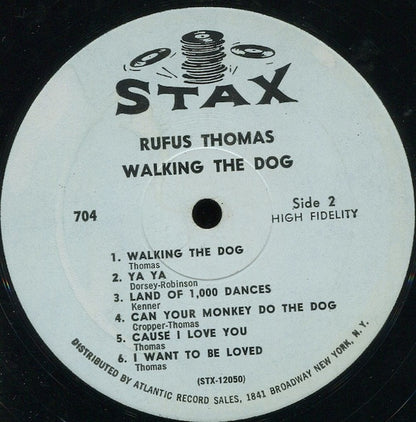 STAX
RUFUS THOMAS
WALKING THE DOG
704
Side 2
HIGH FIDELITY
1. WALKING THE DOG
Thomas
2. YA YA
Dorsey-Robinson
3. LAND OF 1,000 DANCES
Kenner
4. CAN YOUR MONKEY DO THE DOG
Cropper-Thomas
5. CAUSE I LOVE YOU
Thomas
6. I WANT TO BE LOVED
Thomas
(STX-12050)
DISTRIBUTED BY ATLANTIC RECORD SALES, 1841 BROADWAY NEW YORK, N. Y.